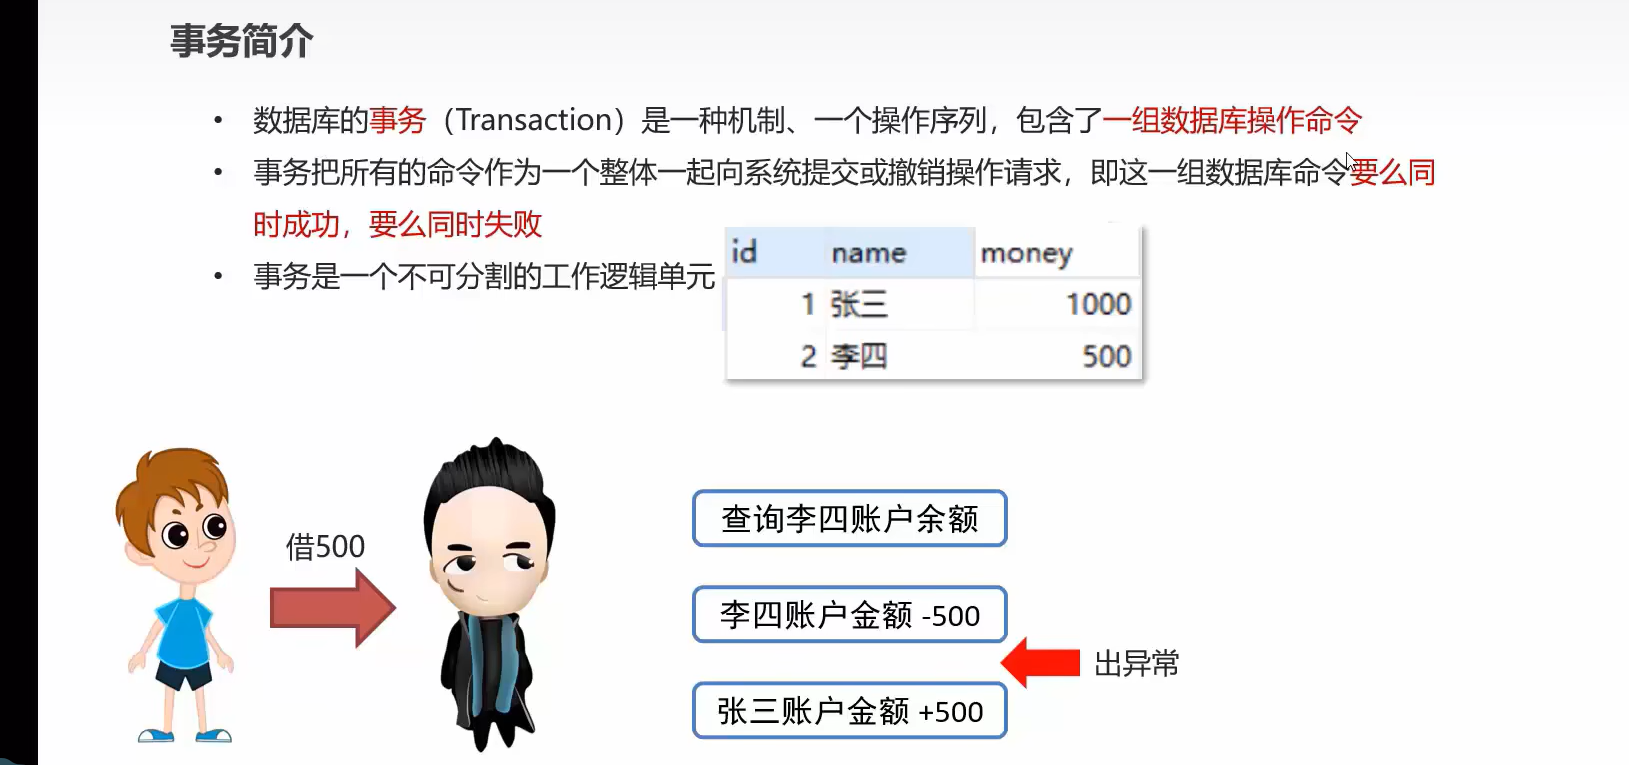 事务简介
• 数据库的事务（Transaction）是一种机制、一个操作序列，包含了一组数据库操作命令
• 事务把所有的命令作为一个整体一起向系统提交或撤销操作请求，即这一组数据库命令要么同
时成功，要么同时失败
• 事务是一个不可分割的工作逻辑单元
id name money
1 张三 1000
2 李四 500
借500
查询李四账户余额
李四账户金额 -500
出异常
张三账户金额 +500